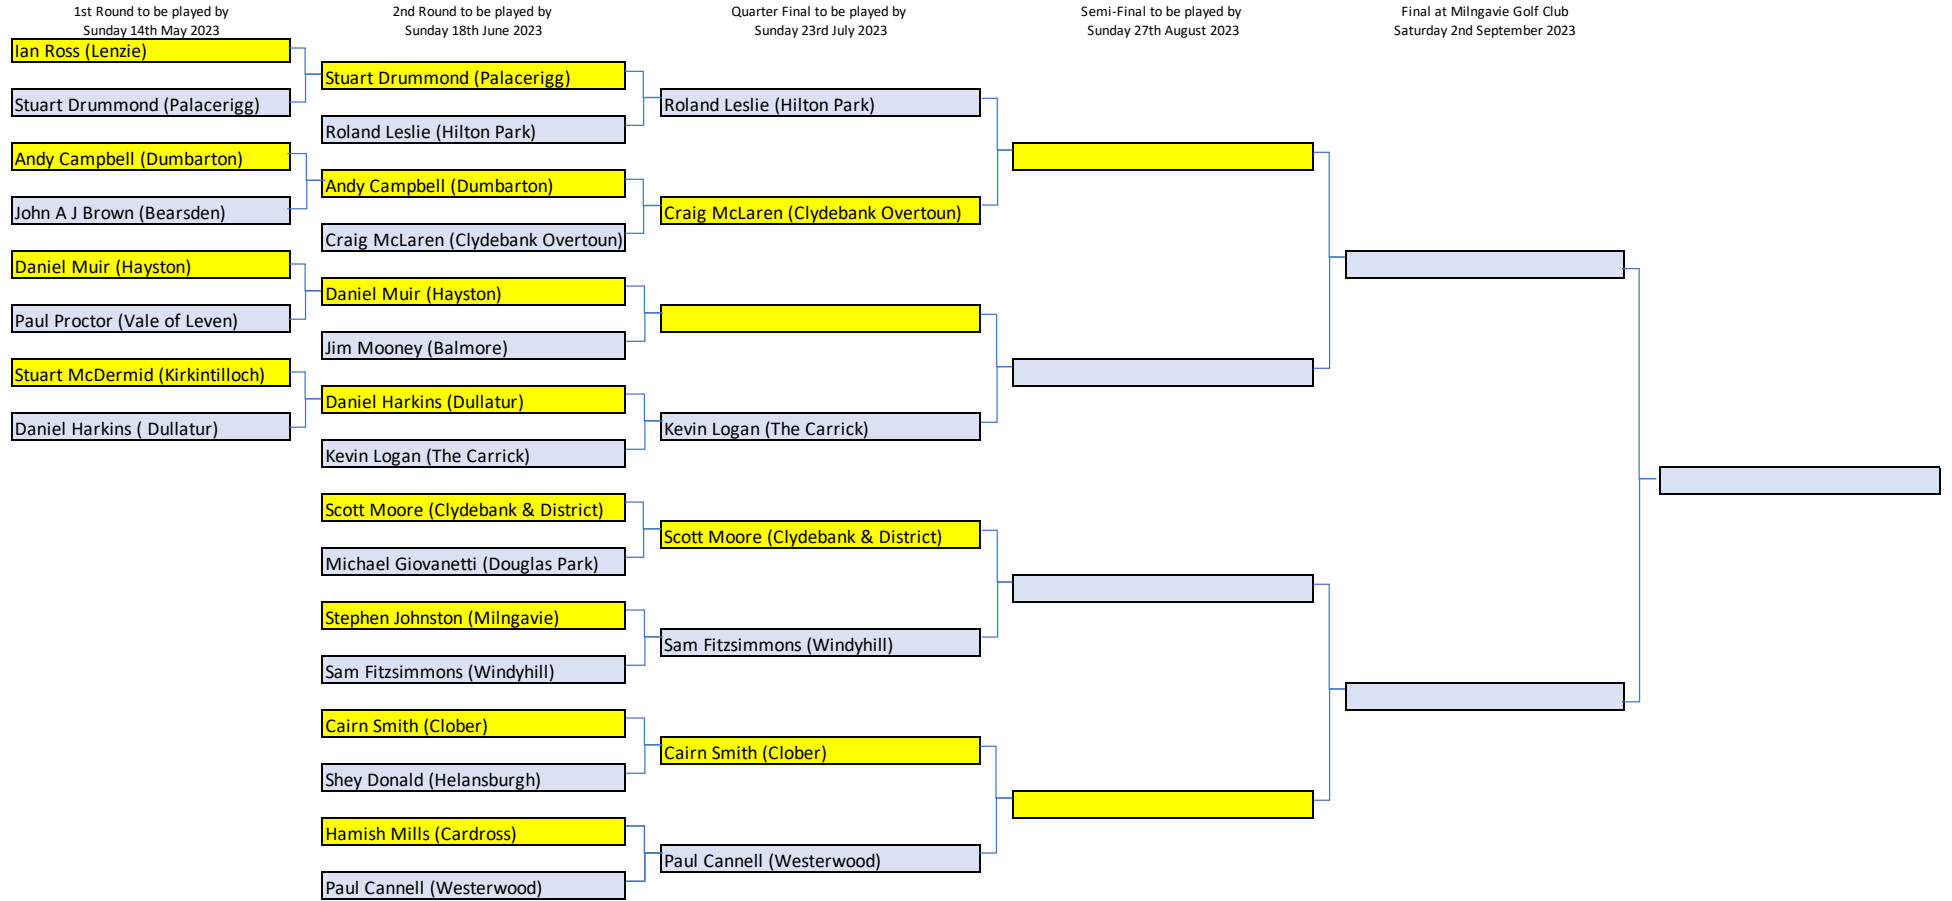 1st Round to be played by
Sunday 14th May 2023
2nd Round to be played by
Sunday 18th June 2023
Quarter Final to be played by
Sunday 23rd July 2023
Semi-Final to be played by
Sunday 27th August 2023
Final at Milngavie Golf Club
Saturday 2nd September 2023
Ian Ross (Lenzie)
Stuart Drummond (Palacerigg)
Andy Campbell (Dumbarton)
John A J Brown (Bearsden)
Daniel Muir (Hayston)
Paul Proctor (Vale of Leven)
Stuart McDermid (Kirkintilloch)
Daniel Harkins ( Dullatur)
Stuart Drummond (Palacerigg)
Roland Leslie (Hilton Park)
Andy Campbell (Dumbarton)
Craig McLaren (Clydebank Overtoun)
Daniel Muir (Hayston)
Jim Mooney (Balmore)
Daniel Harkins (Dullatur)
Kevin Logan (The Carrick)
Scott Moore (Clydebank & District)
Michael Giovanetti (Douglas Park)
Stephen Johnston (Milngavie)
Sam Fitzsimmons (Windyhill)
Cairn Smith (Clober)
Shey Donald (Helansburgh)
Hamish Mills (Cardross)
Paul Cannell (Westerwood)
Roland Leslie (Hilton Park)
Craig McLaren (Clydebank Overtoun)
Kevin Logan (The Carrick)
Scott Moore (Clydebank & District)
Sam Fitzsimmons (Windyhill)
Cairn Smith (Clober)
Paul Cannell (Westerwood)